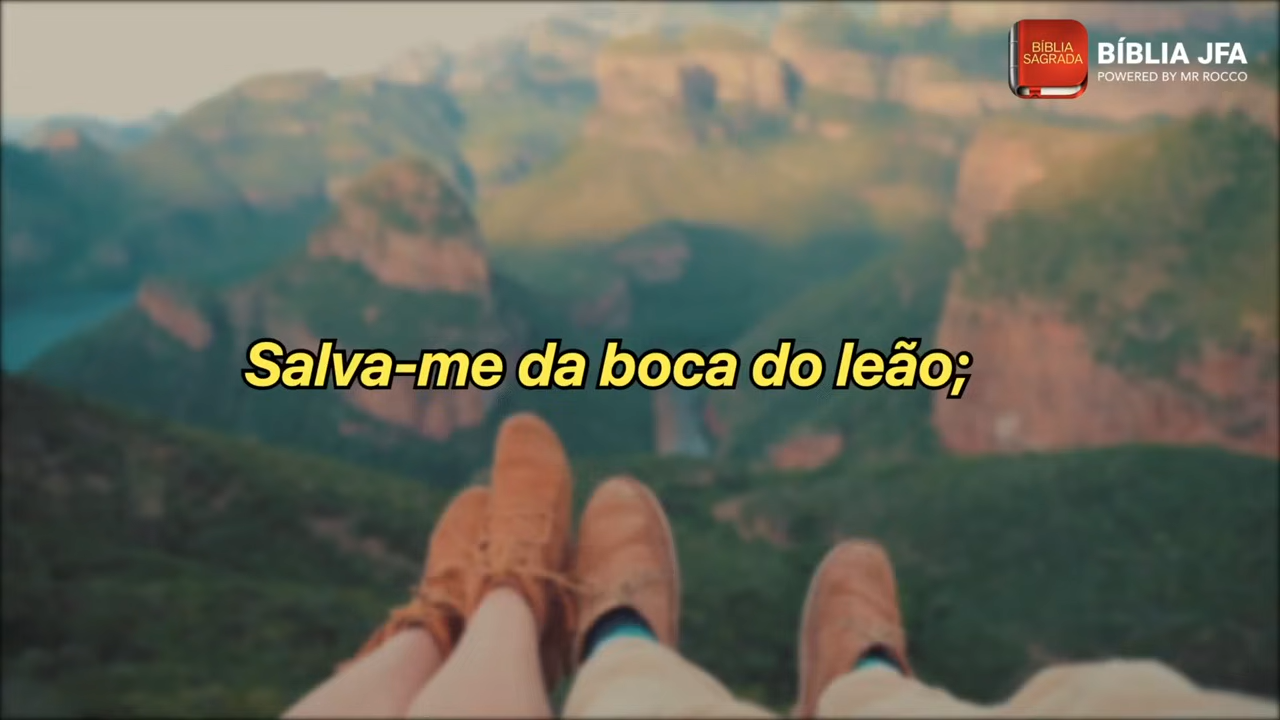 BÍBLIA
SAGRADA
BÍBLIA JFA
POWERED BY MR ROCCO
Salva-me da boca do leão;